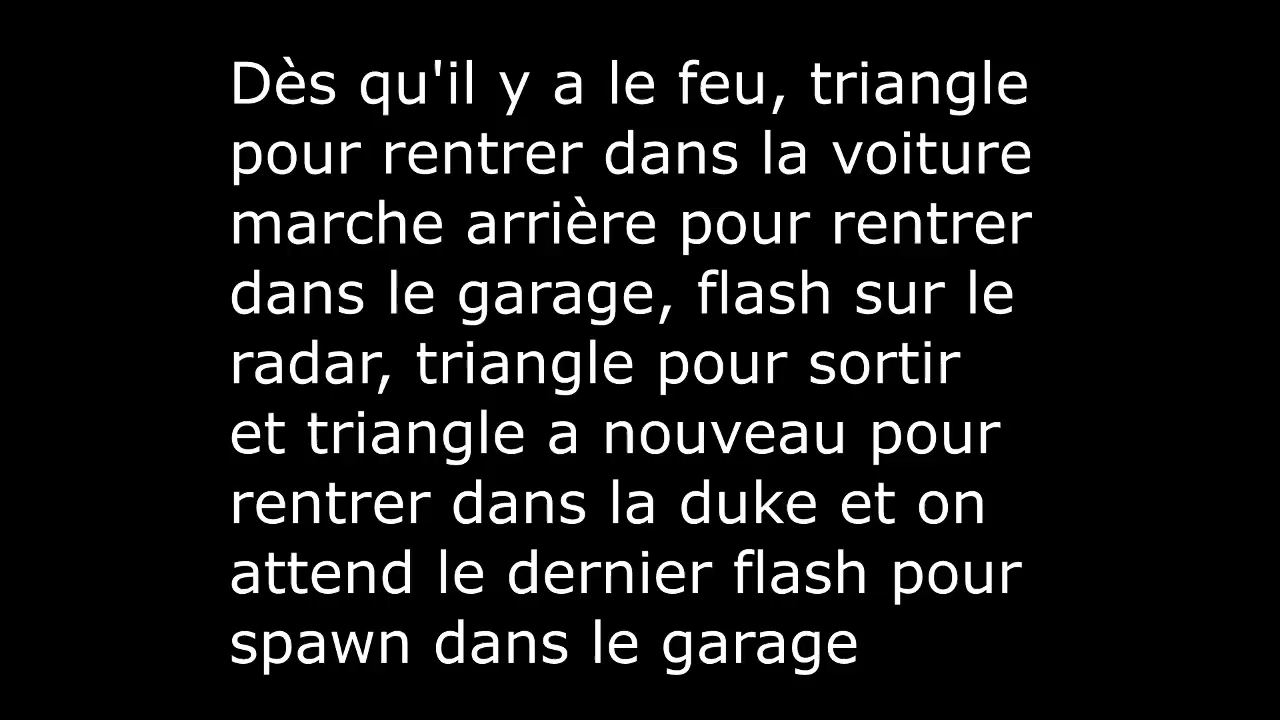 Dès qu'il y a le feu, triangle
pour rentrer dans la voiture
marche arrière pour rentrer
dans le garage, flash sur le
radar, triangle pour sortir
et triangle a nouveau pour
rentrer dans la duke et on
attend le dernier flash pour
spawn dans le garage